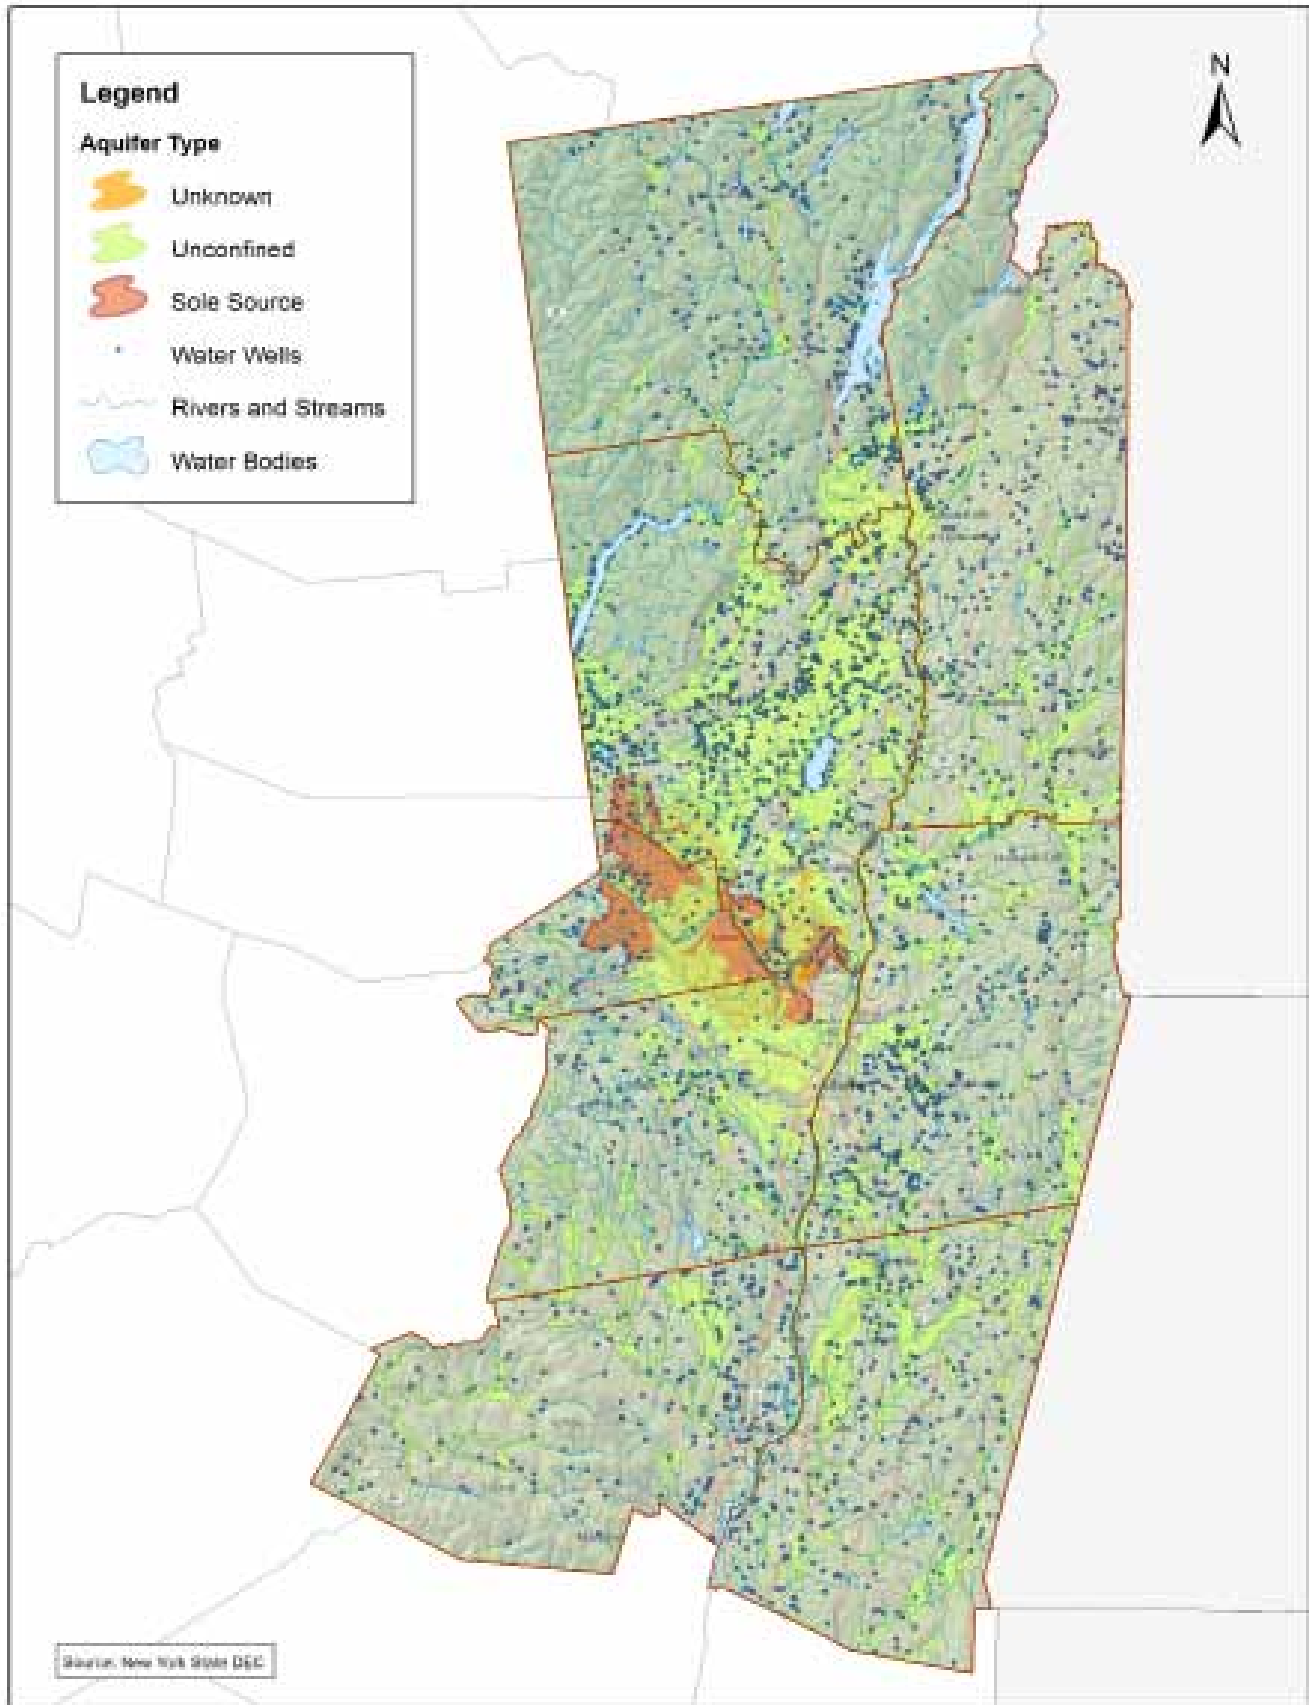 Legend
Aquifer Type
Unknown
Unconfined
Sole Source
Water Wells
Rivers and Streams
Water Bodies
N
Source: New York State DEC